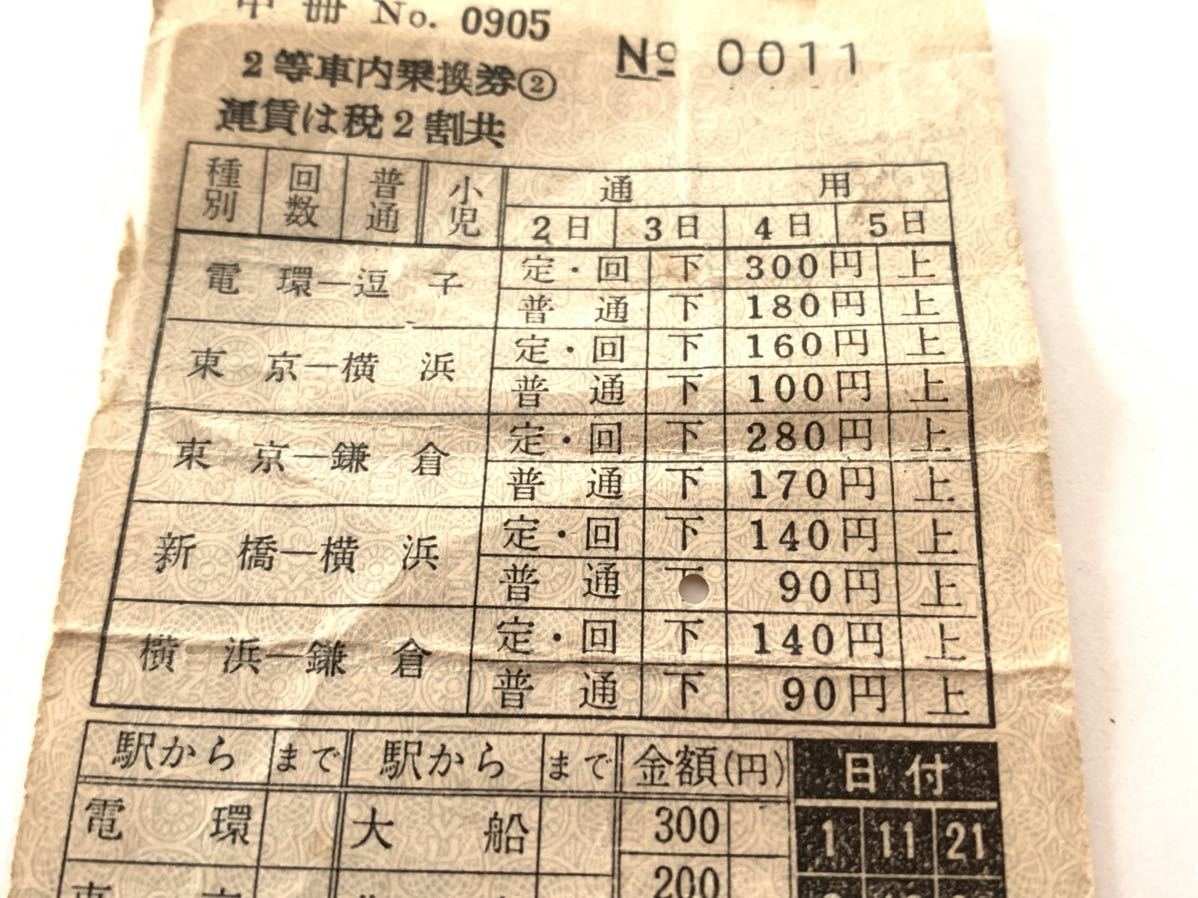 中冊 No. 0905
No 0011
2等車内乗換券②
運賃は税2割共
種別 回数 普通 小児 通用
2日 3日 4日 5日
電環―逗子 定・回 下 300円 上
普通 下 180円 上
東京―横浜 定・回 下 160円 上
普通 下 100円 上
東京―鎌倉 定・回 下 280円 上
普通 下 170円 上
新橋―横浜 定・回 下 140円 上
普通 下 90円 上
横浜―鎌倉 定・回 下 140円 上
普通 下 90円 上
駅から まで 駅から まで 金額(円) 日付
電環 大船 300 1 11 21
200